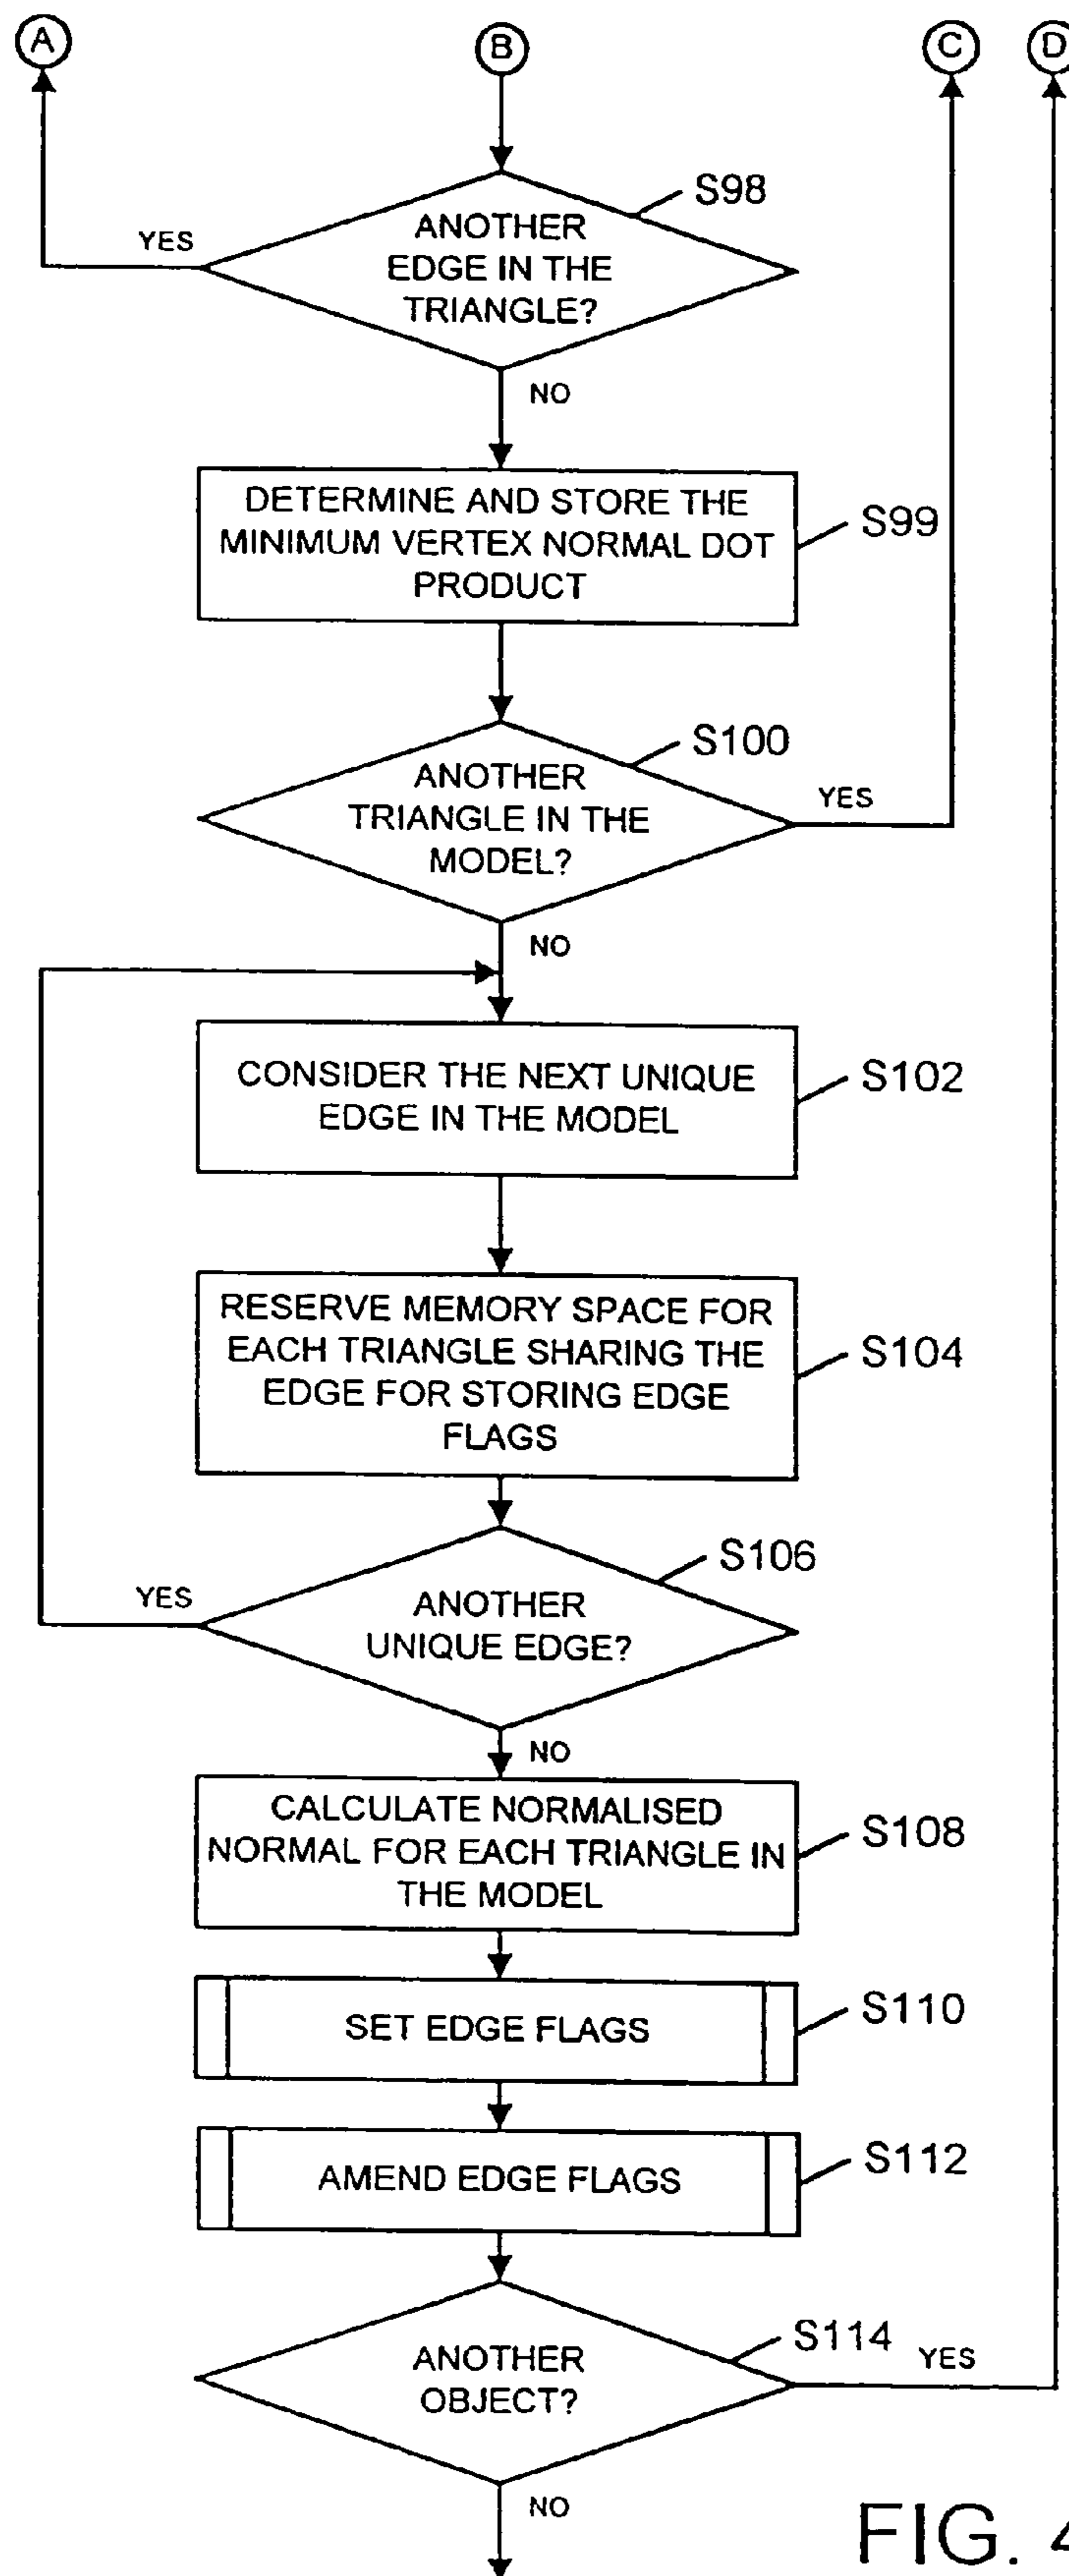 A
B
C
D
S98
ANOTHER
EDGE IN THE
TRIANGLE?
YES
NO
DETERMINE AND STORE THE
MINIMUM VERTEX NORMAL DOT
PRODUCT
S99
S100
ANOTHER
TRIANGLE IN THE
MODEL?
YES
NO
CONSIDER THE NEXT UNIQUE
EDGE IN THE MODEL
S102
RESERVE MEMORY SPACE FOR
EACH TRIANGLE SHARING THE
EDGE FOR STORING EDGE
FLAGS
S104
S106
YES
ANOTHER
UNIQUE EDGE?
NO
CALCULATE NORMALISED
NORMAL FOR EACH TRIANGLE IN
THE MODEL
S108
SET EDGE FLAGS
S110
AMEND EDGE FLAGS
S112
S114
ANOTHER
OBJECT?
YES
NO
FIG.